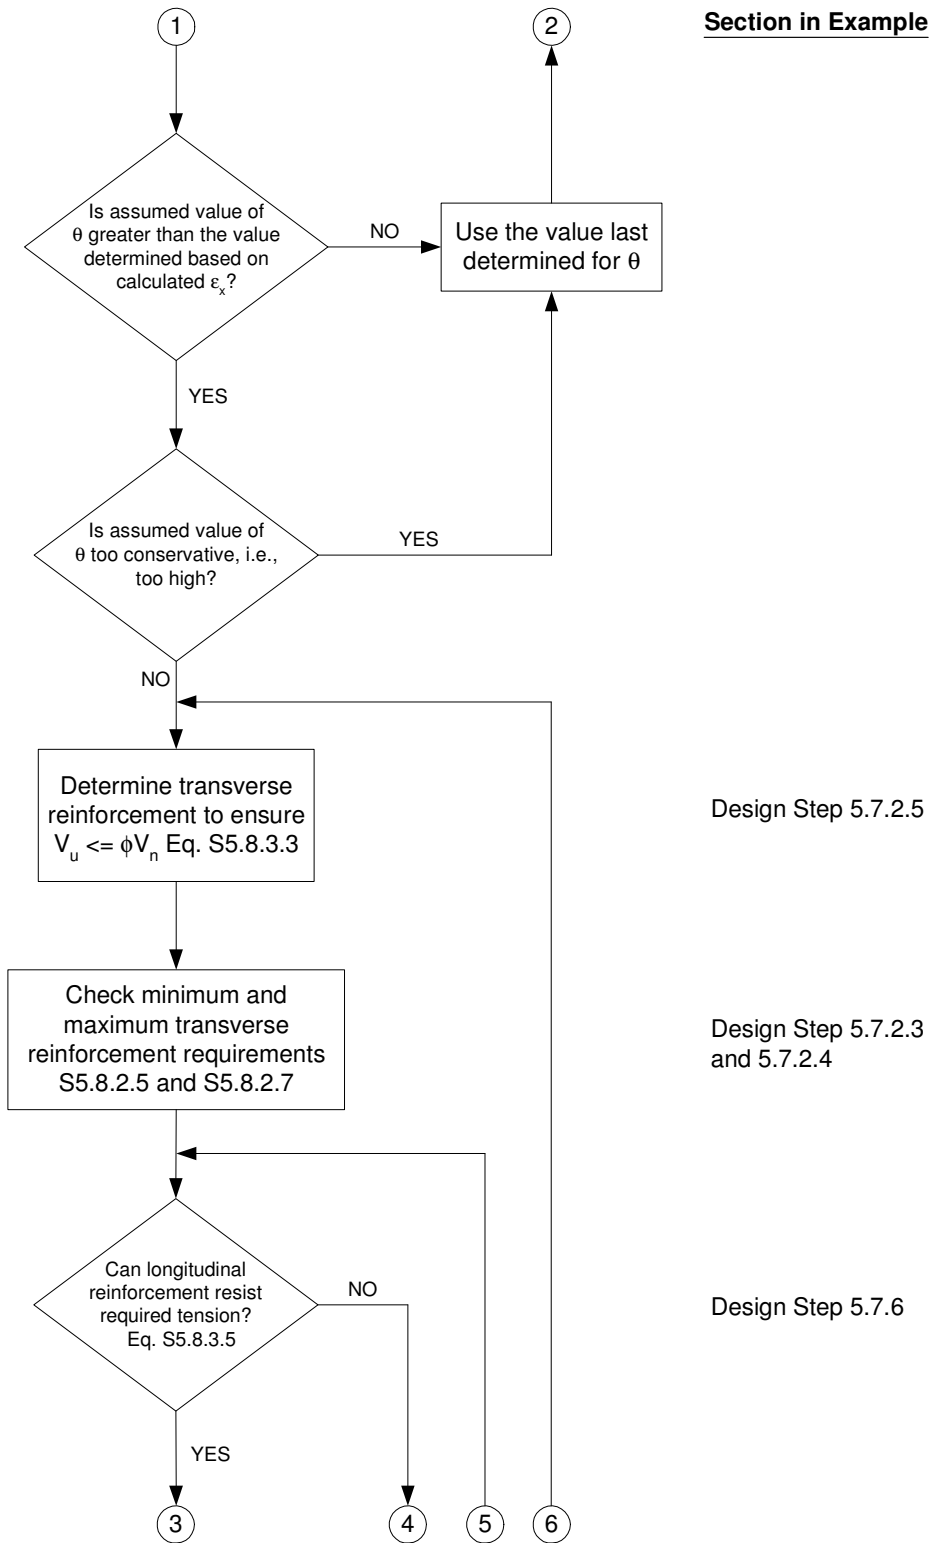 1
2
Section in Example
Is assumed value of
θ greater than the value
determined based on
calculated εx?
NO
Use the value last
determined for θ
YES
Is assumed value of
θ too conservative, i.e.,
too high?
YES
NO
Determine transverse
reinforcement to ensure
Vu <= ϕVn Eq. S5.8.3.3
Design Step 5.7.2.5
Check minimum and
maximum transverse
reinforcement requirements
S5.8.2.5 and S5.8.2.7
Design Step 5.7.2.3
and 5.7.2.4
Can longitudinal
reinforcement resist
required tension?
Eq. S5.8.3.5
NO
Design Step 5.7.6
YES
3
4
5
6